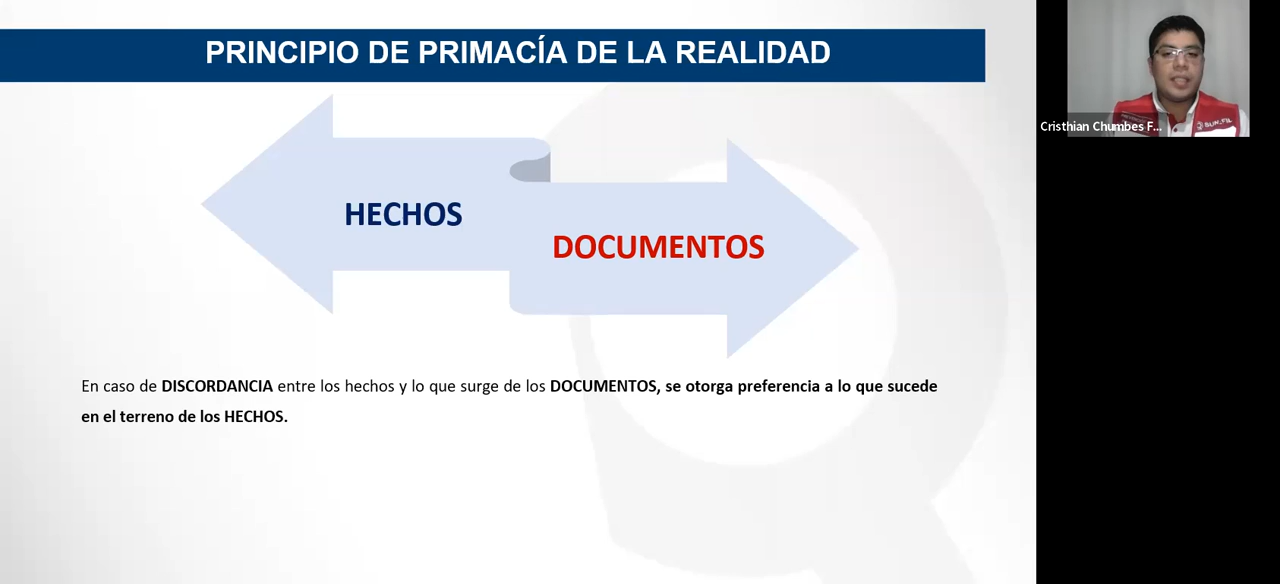 PRINCIPIO DE PRIMACÍA DE LA REALIDAD
HECHOS
DOCUMENTOS
En caso de DISCORDANCIA entre los hechos y lo que surge de los DOCUMENTOS, se otorga preferencia a lo que sucede
en el terreno de los HECHOS.
Cristhian Chumbes F...